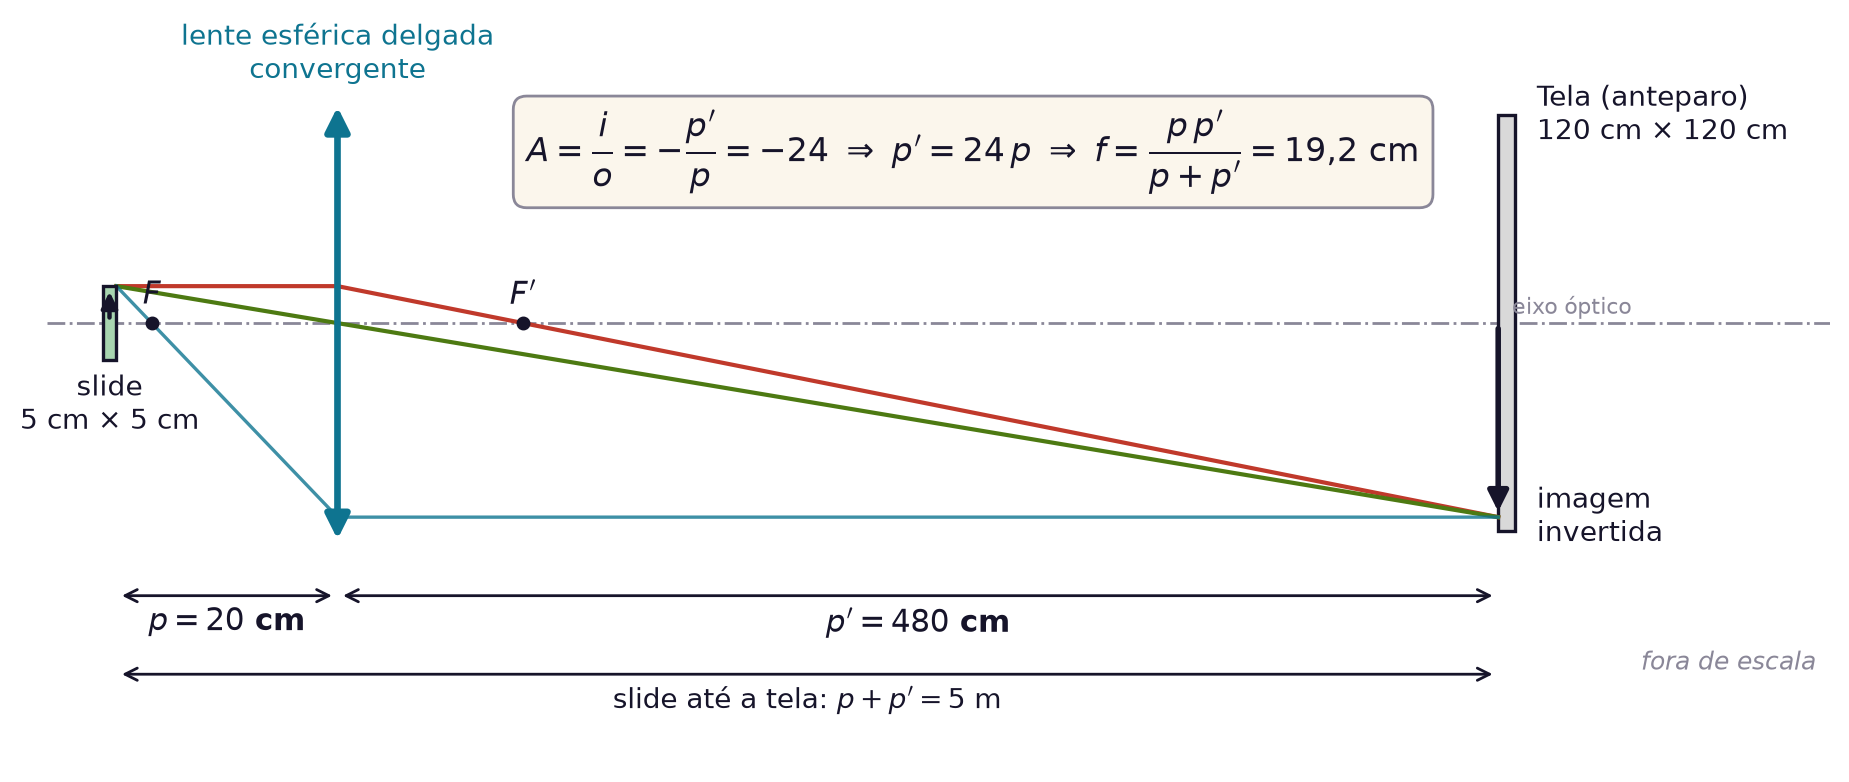 lente esférica delgada
convergente
A = i/o = −p′/p = −24 ⇒ p′ = 24 p ⇒ f = p p′/(p + p′) = 19,2 cm
Tela (anteparo)
120 cm × 120 cm
F
F′
eixo óptico
slide
5 cm × 5 cm
imagem
invertida
p = 20 cm
p′ = 480 cm
fora de escala
slide até a tela: p + p′ = 5 m